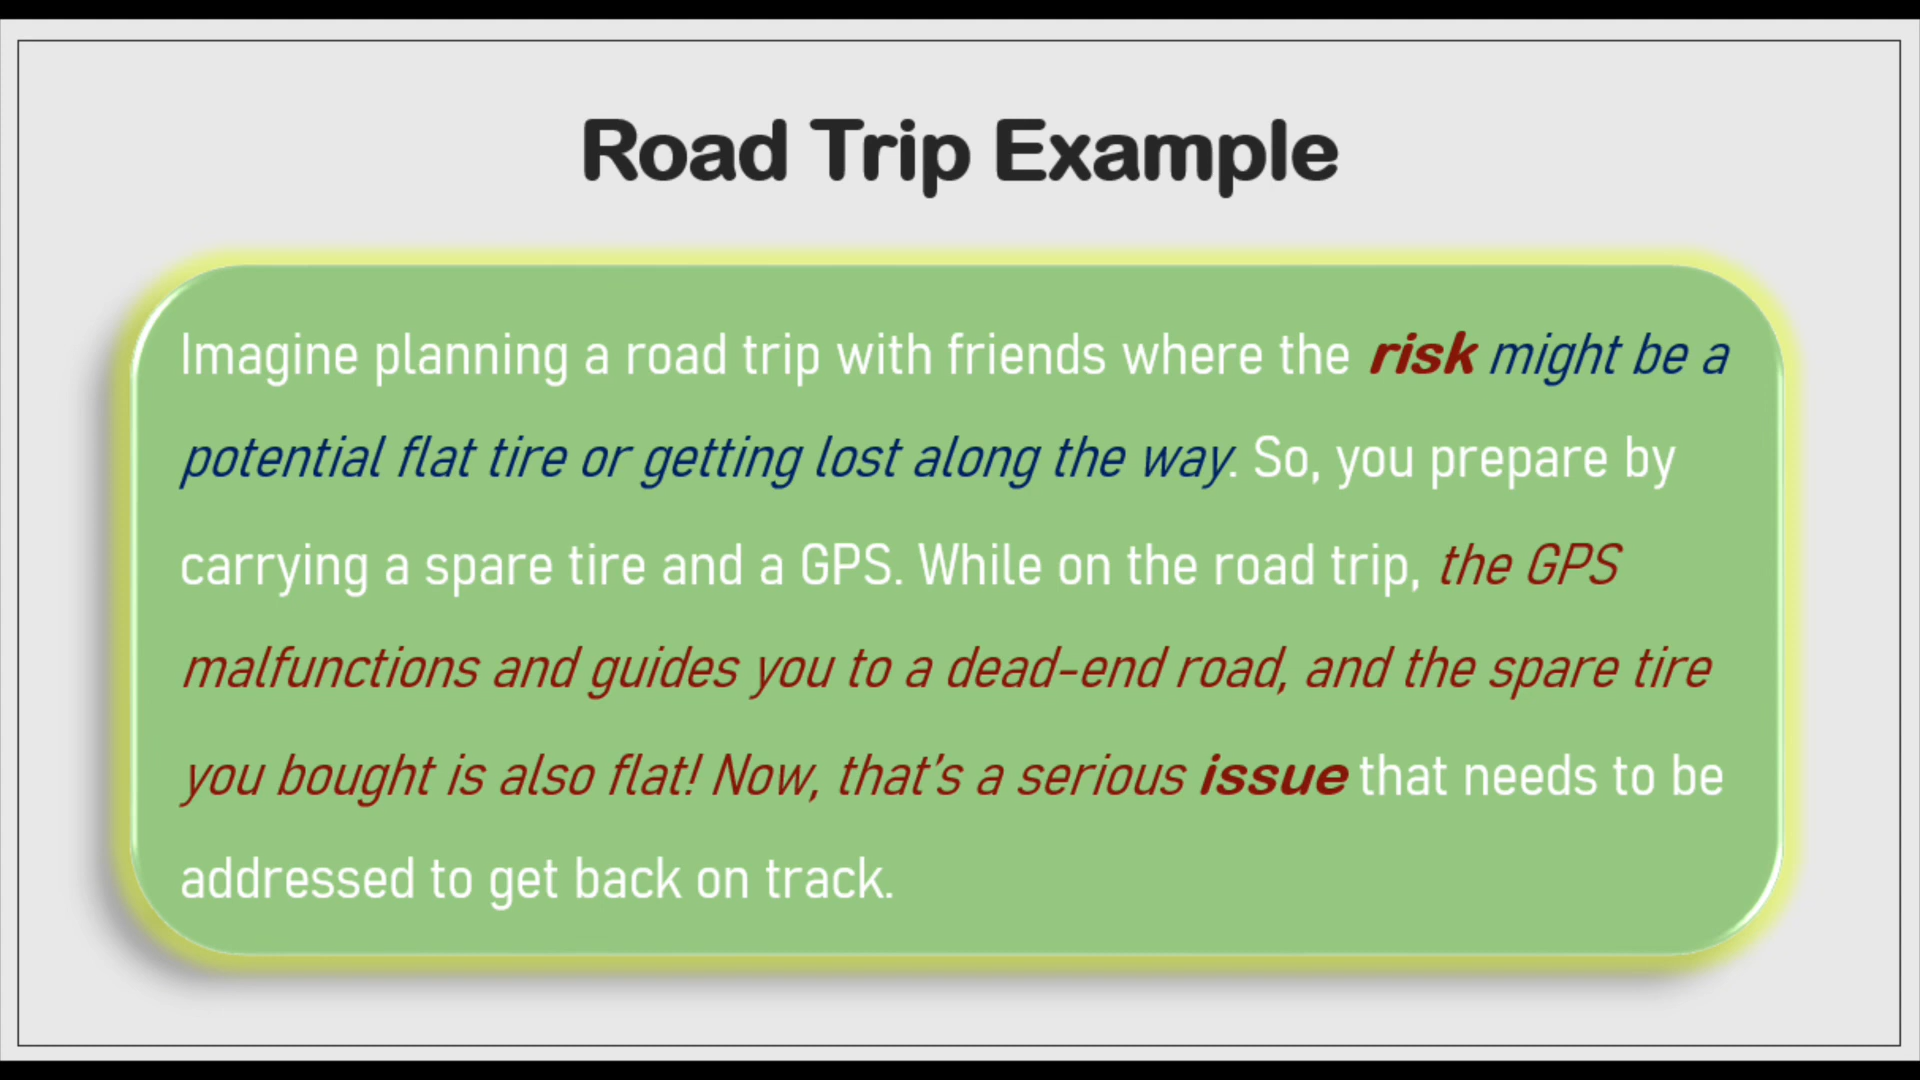 Road Trip Example
Imagine planning a road trip with friends where the risk might be a
potential flat tire or getting lost along the way. So, you prepare by
carrying a spare tire and a GPS. While on the road trip, the GPS
malfunctions and guides you to a dead-end road, and the spare tire
you bought is also flat! Now, that's a serious issue that needs to be
addressed to get back on track.